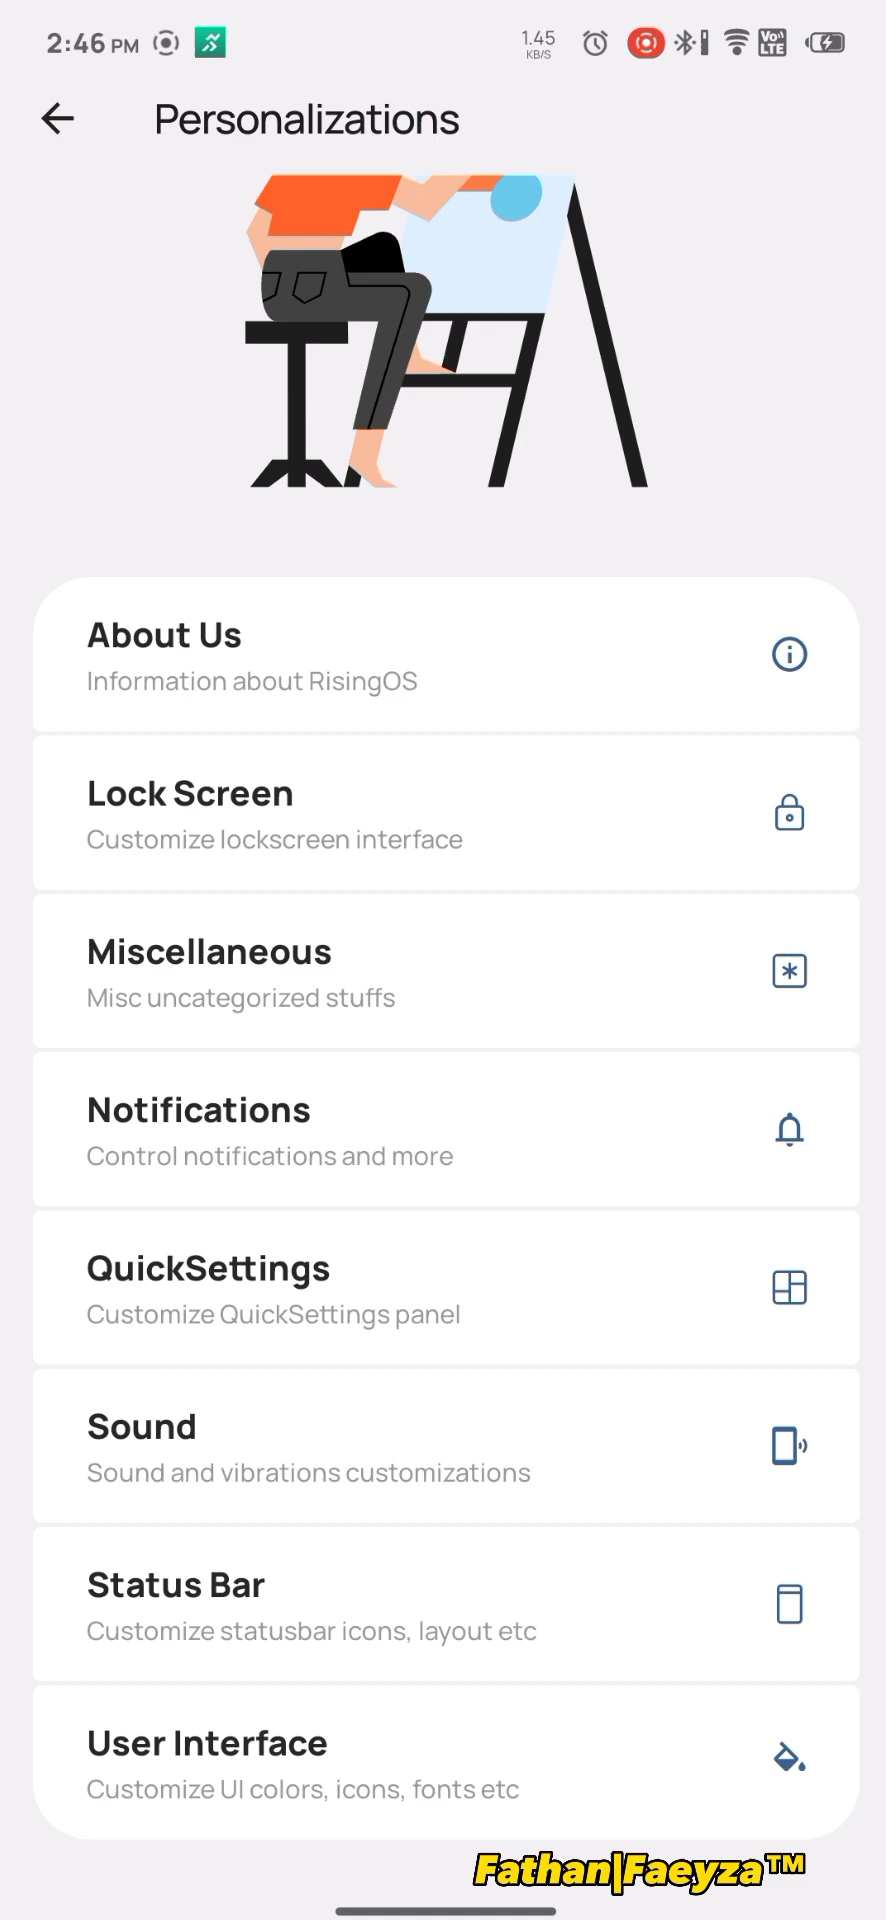 2:46 PM
1.45
KB/S
Vo))
LTE
Personalizations
About Us
Information about RisingOS
Lock Screen
Customize lockscreen interface
Miscellaneous
Misc uncategorized stuffs
Notifications
Control notifications and more
QuickSettings
Customize QuickSettings panel
Sound
Sound and vibrations customizations
Status Bar
Customize statusbar icons, layout etc
User Interface
Customize UI colors, icons, fonts etc
Fathan|Faeyza™